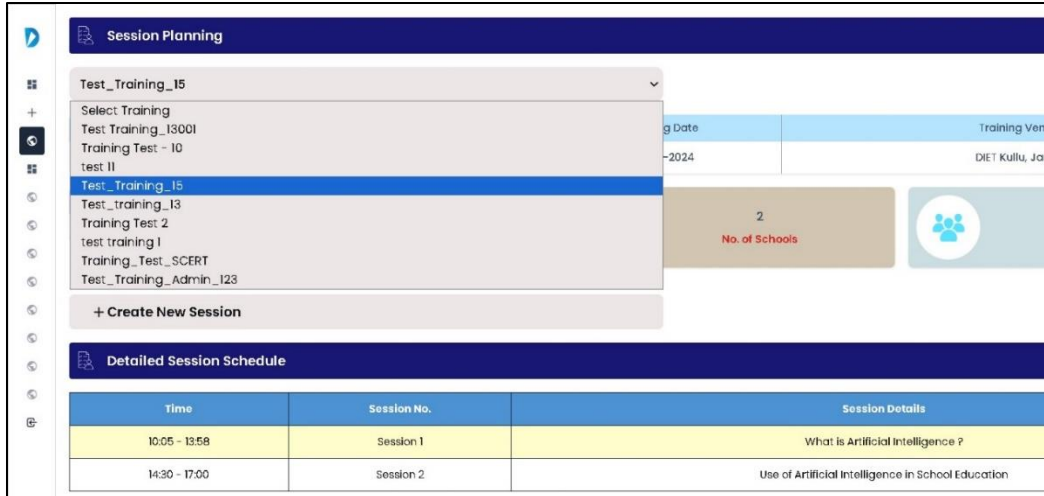 Session Planning
Test_Training_15
Select Training
Test Training_13001
Training Test - 10
test 11
Test_Training_15
Test_training_13
Training Test 2
test training 1
Training_Test_SCERT
Test_Training_Admin_123
g Date
Training Ven
-2024
DIET Kullu, Ja
2
No. of Schools
+ Create New Session
Detailed Session Schedule
Time Session No. Session Details
10:05 - 13:58 Session 1 What is Artificial Intelligence ?
14:30 - 17:00 Session 2 Use of Artificial Intelligence in School Education